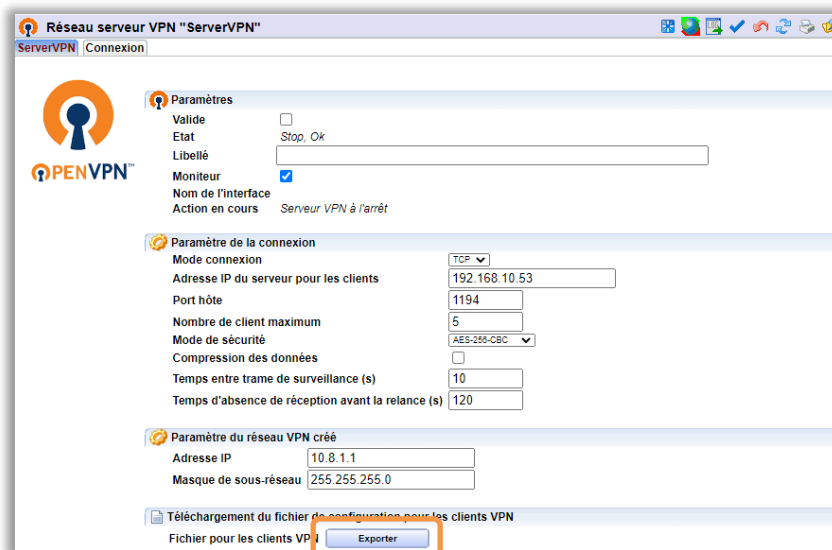 Réseau serveur VPN "ServerVPN"
ServerVPN Connexion
OPENVPN™
Paramètres
Valide
Etat Stop, Ok
Libellé
Moniteur
Nom de l'interface
Action en cours Serveur VPN à l'arrêt
Paramètre de la connexion
Mode connexion TCP
Adresse IP du serveur pour les clients 192.168.10.53
Port hôte 1194
Nombre de client maximum 5
Mode de sécurité AES-256-CBC
Compression des données
Temps entre trame de surveillance (s) 10
Temps d'absence de réception avant la relance (s) 120
Paramètre du réseau VPN créé
Adresse IP 10.8.1.1
Masque de sous-réseau 255.255.255.0
Téléchargement du fichier de configuration pour les clients VPN
Fichier pour les clients VPN Exporter